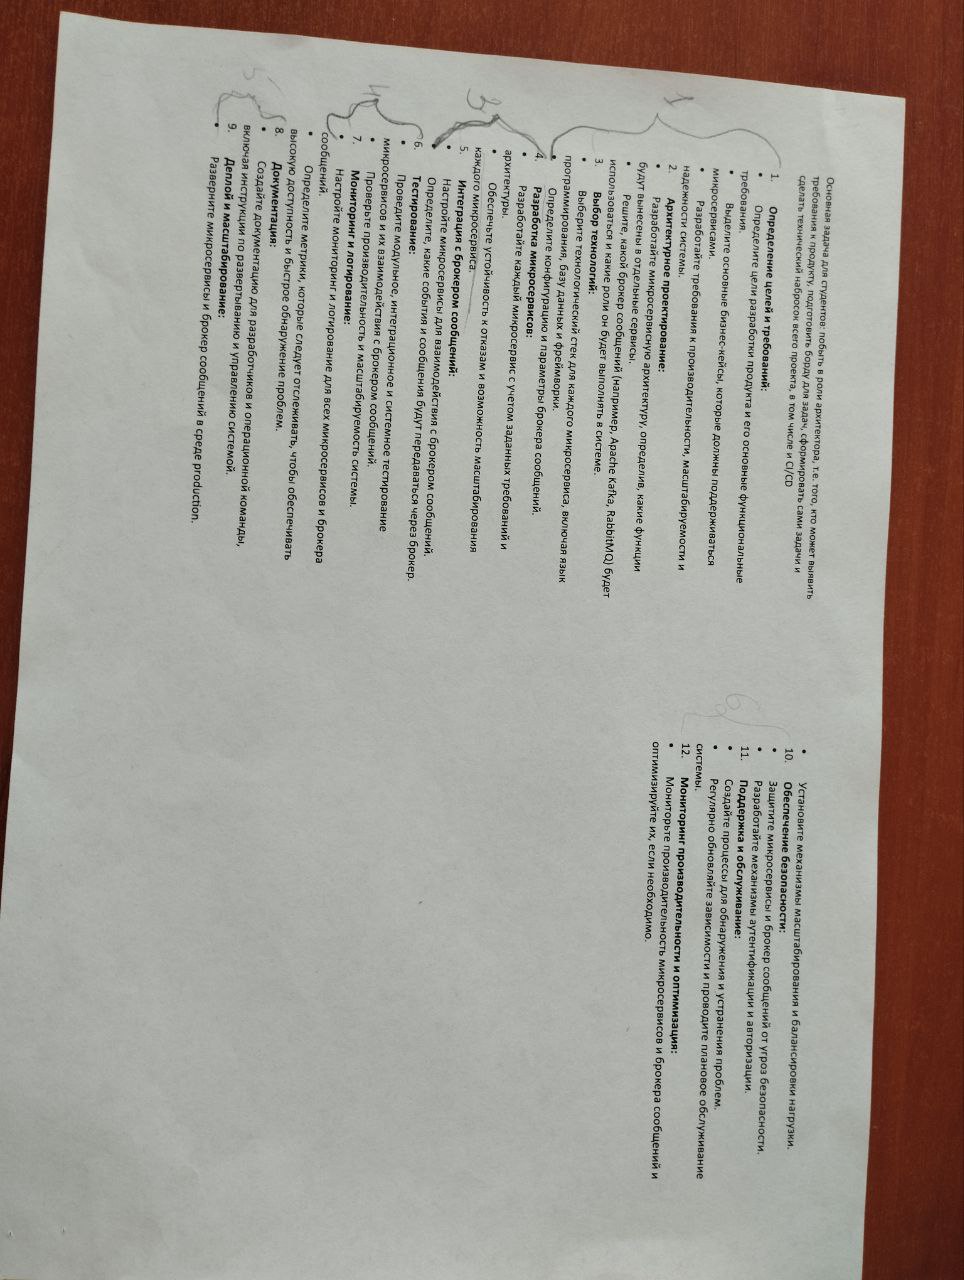 Основная задача для студентов: побыть в роли архитектора, т.е. того, кто может выявить
требования к продукту, подготовить борду для задач, сформировать сами задачи и
сделать технический набросок всего проекта, в том числе и CI/CD
1. Определение целей и требований:
• Определите цели разработки продукта и его основные функциональные
требования.
• Выделите основные бизнес-кейсы, которые должны поддерживаться
микросервисами.
• Разработайте требования к производительности, масштабируемости и
надежности системы.
2. Архитектурное проектирование:
• Разработайте микросервисную архитектуру, определив, какие функции
будут вынесены в отдельные сервисы.
• Решите, какой брокер сообщений (например, Apache Kafka, RabbitMQ) будет
использоваться и какие роли он будет выполнять в системе.
3. Выбор технологий:
• Выберите технологический стек для каждого микросервиса, включая язык
программирования, базу данных и фреймворки.
• Определите конфигурацию и параметры брокера сообщений.
4. Разработка микросервисов:
• Разработайте каждый микросервис с учетом заданных требований и
архитектуры.
• Обеспечьте устойчивость к отказам и возможность масштабирования
каждого микросервиса.
5. Интеграция с брокером сообщений:
• Настройте микросервисы для взаимодействия с брокером сообщений.
• Определите, какие события и сообщения будут передаваться через брокер.
6. Тестирование:
• Проведите модульное, интеграционное и системное тестирование
микросервисов и их взаимодействия с брокером сообщений.
• Проверьте производительность и масштабируемость системы.
7. Мониторинг и логирование:
• Настройте мониторинг и логирование для всех микросервисов и брокера
сообщений.
• Определите метрики, которые следует отслеживать, чтобы обеспечивать
высокую доступность и быстрое обнаружение проблем.
8. Документация:
• Создайте документацию для разработчиков и операционной команды,
включая инструкции по развертыванию и управлению системой.
9. Деплой и масштабирование:
• Разверните микросервисы и брокер сообщений в среде production.
• Установите механизмы масштабирования и балансировки нагрузки.
10. Обеспечение безопасности:
• Защитите микросервисы и брокер сообщений от угроз безопасности.
• Разработайте механизмы аутентификации и авторизации.
11. Поддержка и обслуживание:
• Создайте процессы для обнаружения и устранения проблем.
• Регулярно обновляйте зависимости и проводите плановое обслуживание
системы.
12. Мониторинг производительности и оптимизация:
• Мониторьте производительность микросервисов и брокера сообщений и
оптимизируйте их, если необходимо.
1
3
4
5
6